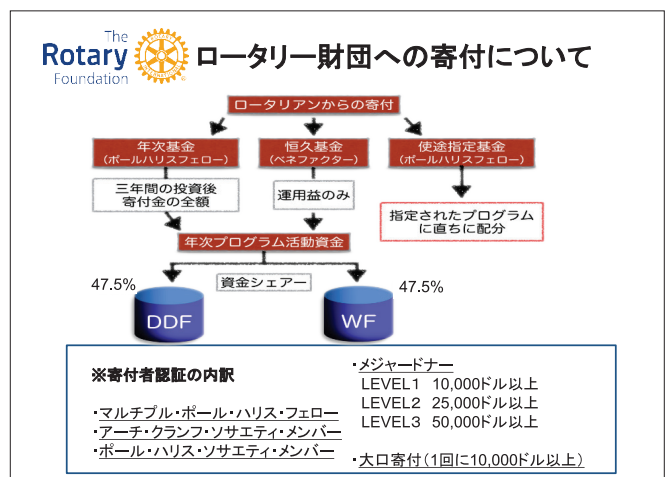 The
Rotary
Foundation
ロータリー財団への寄付について
ロータリアンからの寄付
年次基金
(ポールハリスフェロー)
恒久基金
(ベネファクター)
使途指定基金
(ポールハリスフェロー)
三年間の投資後
寄付金の全額
運用益のみ
指定されたプログラム
に直ちに配分
年次プログラム活動資金
47.5%
資金シェアー
47.5%
DDF
WF
※寄付者認証の内訳
・マルチプル・ポール・ハリス・フェロー
・アーチ・クランフ・ソサエティ・メンバー
・ポール・ハリス・ソサエティ・メンバー
・メジャードナー
LEVEL1 10,000ドル以上
LEVEL2 25,000ドル以上
LEVEL3 50,000ドル以上
・大口寄付(1回に10,000ドル以上)